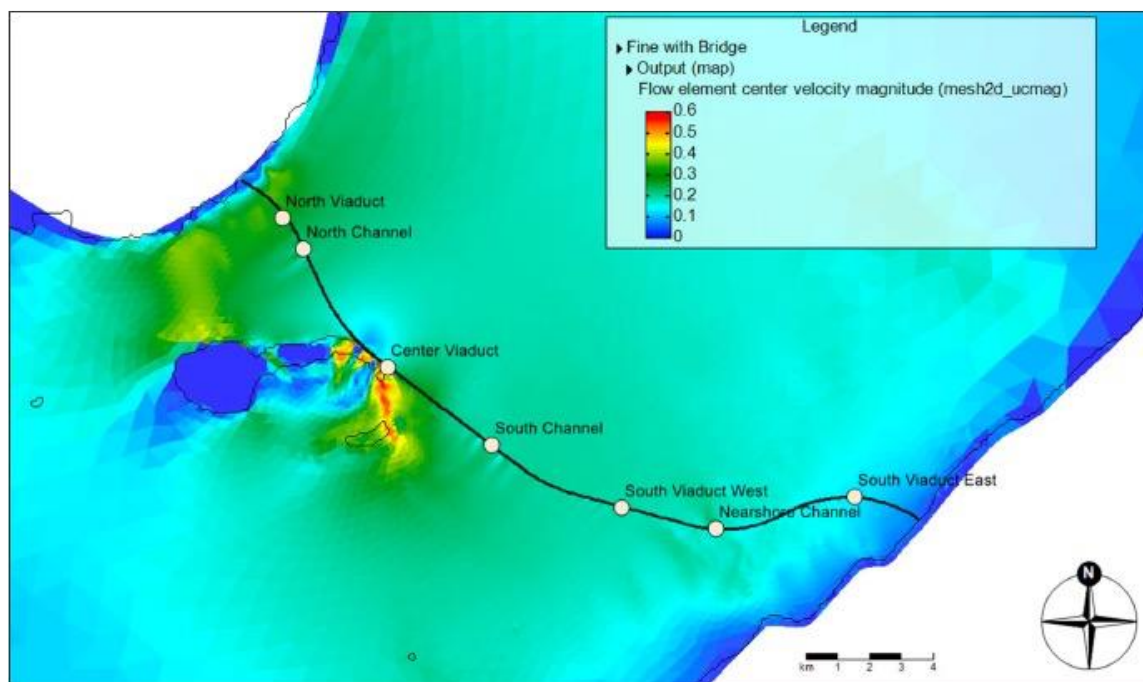 Legend
Fine with Bridge
Output (map)
Flow element center velocity magnitude (mesh2d_ucmag)
0.6
0.5
0.4
0.3
0.2
0.1
0
North Viaduct
North Channel
Center Viaduct
South Channel
South Viaduct West
South Viaduct East
Nearshore Channel
N
km 1 2 3 4